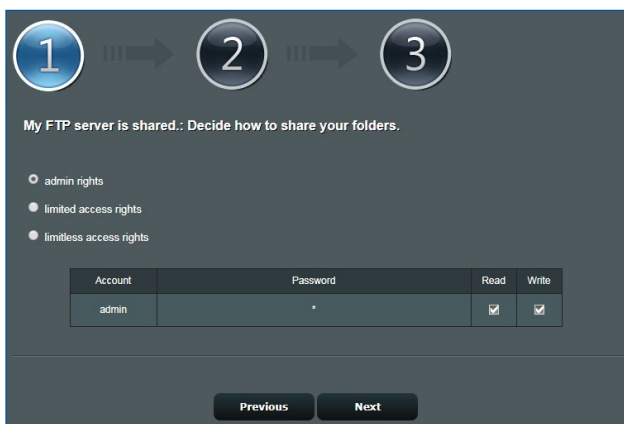 1 2 3
My FTP server is shared.: Decide how to share your folders.
admin rights
limited access rights
limitless access rights
Account Password Read Write
admin *
Previous Next